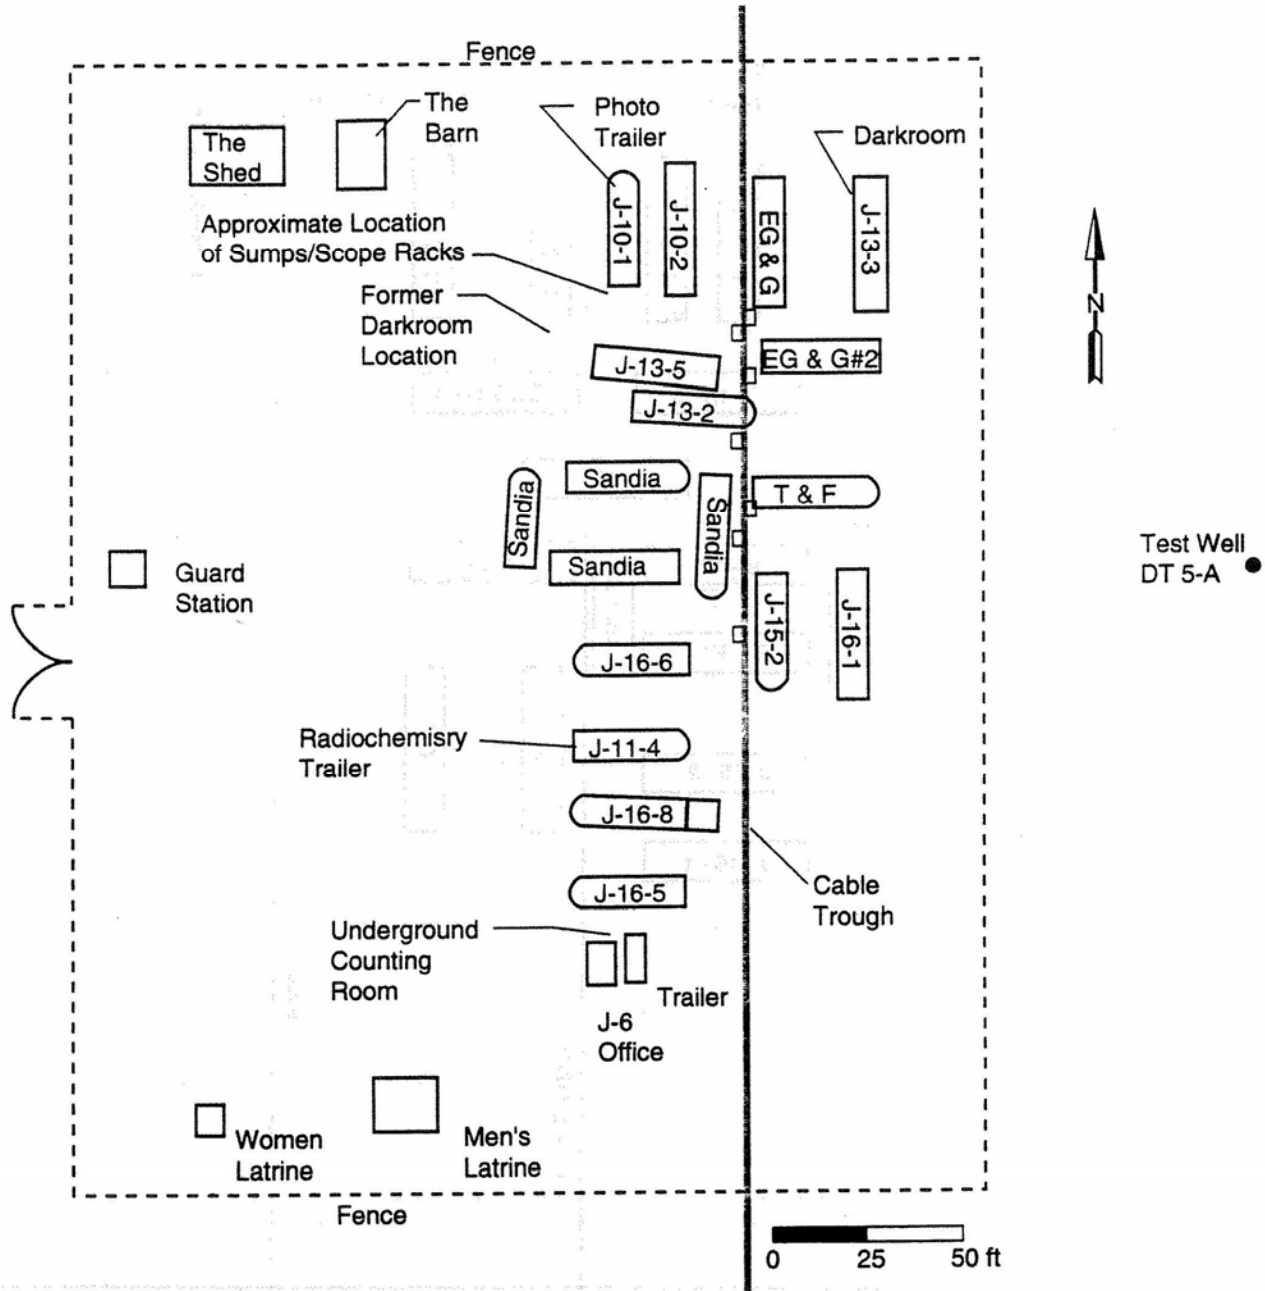 Fence
The
Barn
The
Shed
Photo
Trailer
Darkroom
Approximate Location
of Sumps/Scope Racks
J-10-1
J-10-2
EG & G
J-13-3
Former
Darkroom
Location
N
J-13-5
EG & G#2
J-13-2
Sandia
Sandia
Sandia
T & F
Sandia
Test Well
DT 5-A
Guard
Station
J-15-2
J-16-1
J-16-6
Radiochemisry
Trailer
J-11-4
J-16-8
J-16-5
Cable
Trough
Underground
Counting
Room
Trailer
J-6
Office
Women
Latrine
Men's
Latrine
Fence
0 25 50 ft